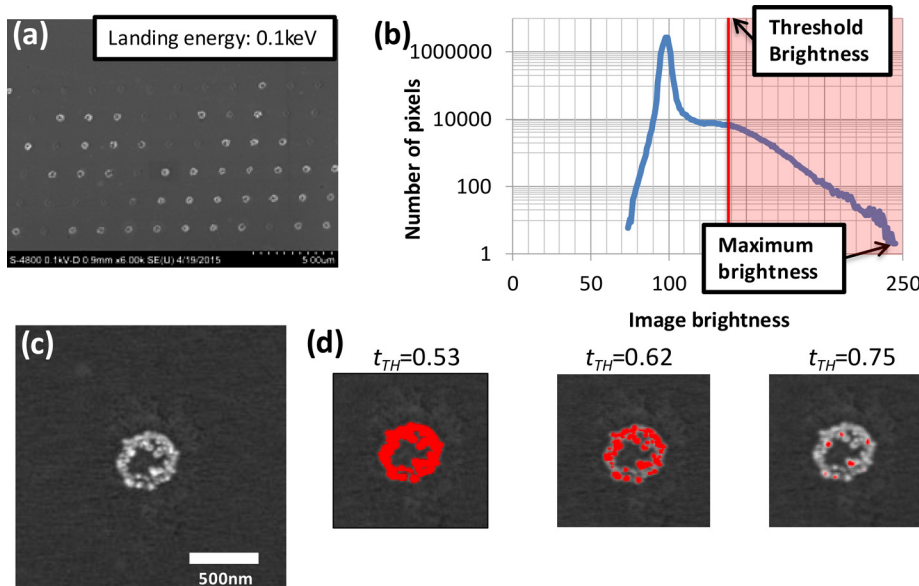 (a)
Landing energy: 0.1keV
S-4800 0.1kV-D 0.9mm x6.00k SE(U) 4/19/2015
5.00um
(b)
Threshold
Brightness
Number of pixels
1000000
10000
100
1
Maximum
brightness
0
50
100
250
Image brightness
(c)
500nm
(d)
tTH=0.53
tTH=0.62
tTH=0.75